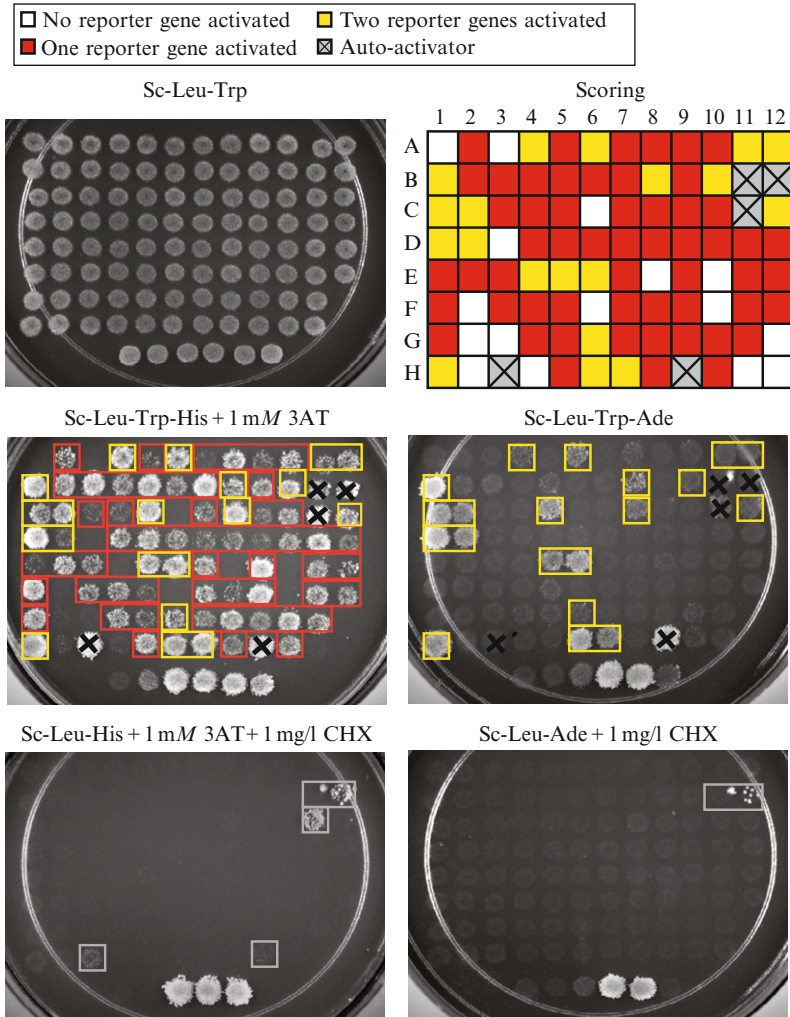 No reporter gene activated
Two reporter genes activated
One reporter gene activated
Auto-activator
Sc-Leu-Trp
Scoring
1 2 3 4 5 6 7 8 9 10 11 12
A
B
C
D
E
F
G
H
Sc-Leu-Trp-His + 1 mM 3AT
Sc-Leu-Trp-Ade
Sc-Leu-His + 1 mM 3AT + 1 mg/l CHX
Sc-Leu-Ade + 1 mg/l CHX